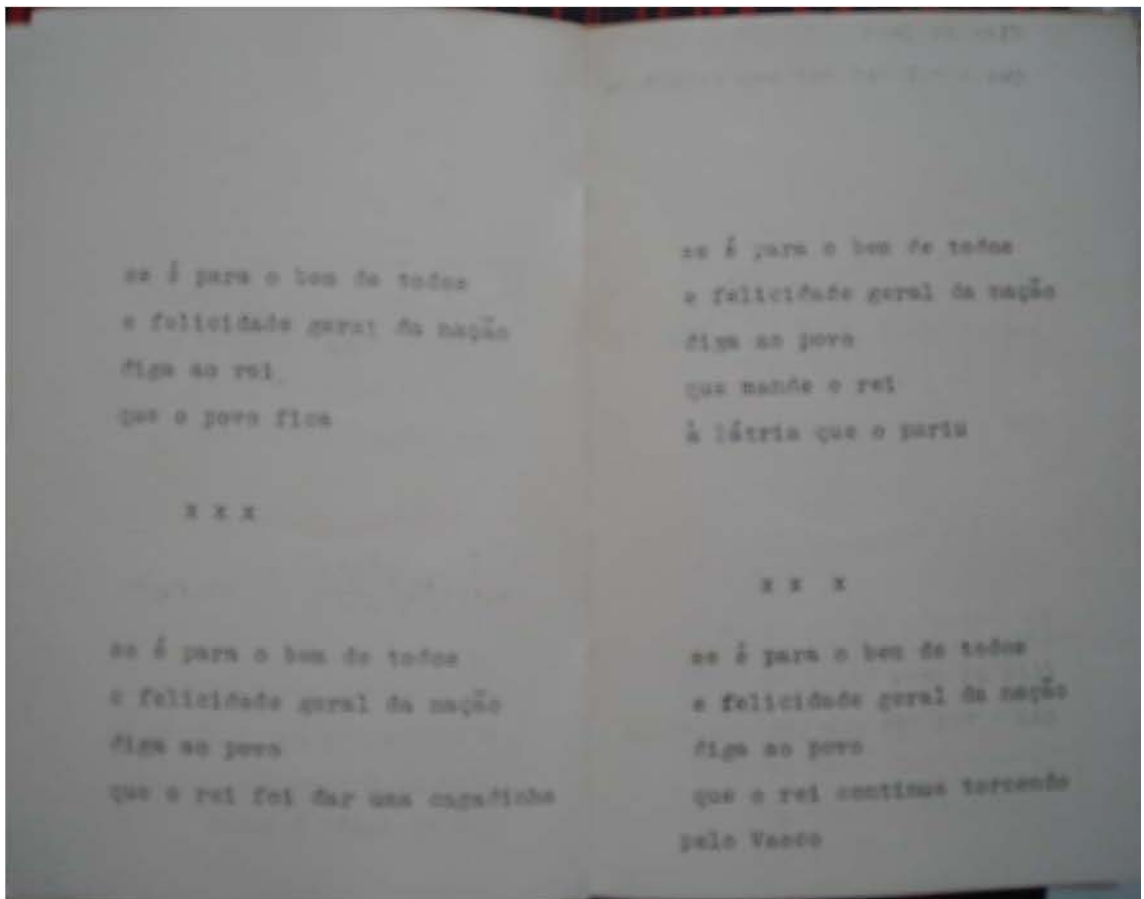 se é para o bem de todos
e felicidade geral da nação
diga ao rei
que o povo fica
x x x
se é para o bem de todos
e felicidade geral da nação
diga ao povo
que o rei foi dar uma cagadinha
se é para o bem de todos
e felicidade geral da nação
diga ao povo
que mande o rei
à pátria que o pariu
x x x
se é para o bem de todos
e felicidade geral da nação
diga ao povo
que o rei continua torcendo
pelo Vasco